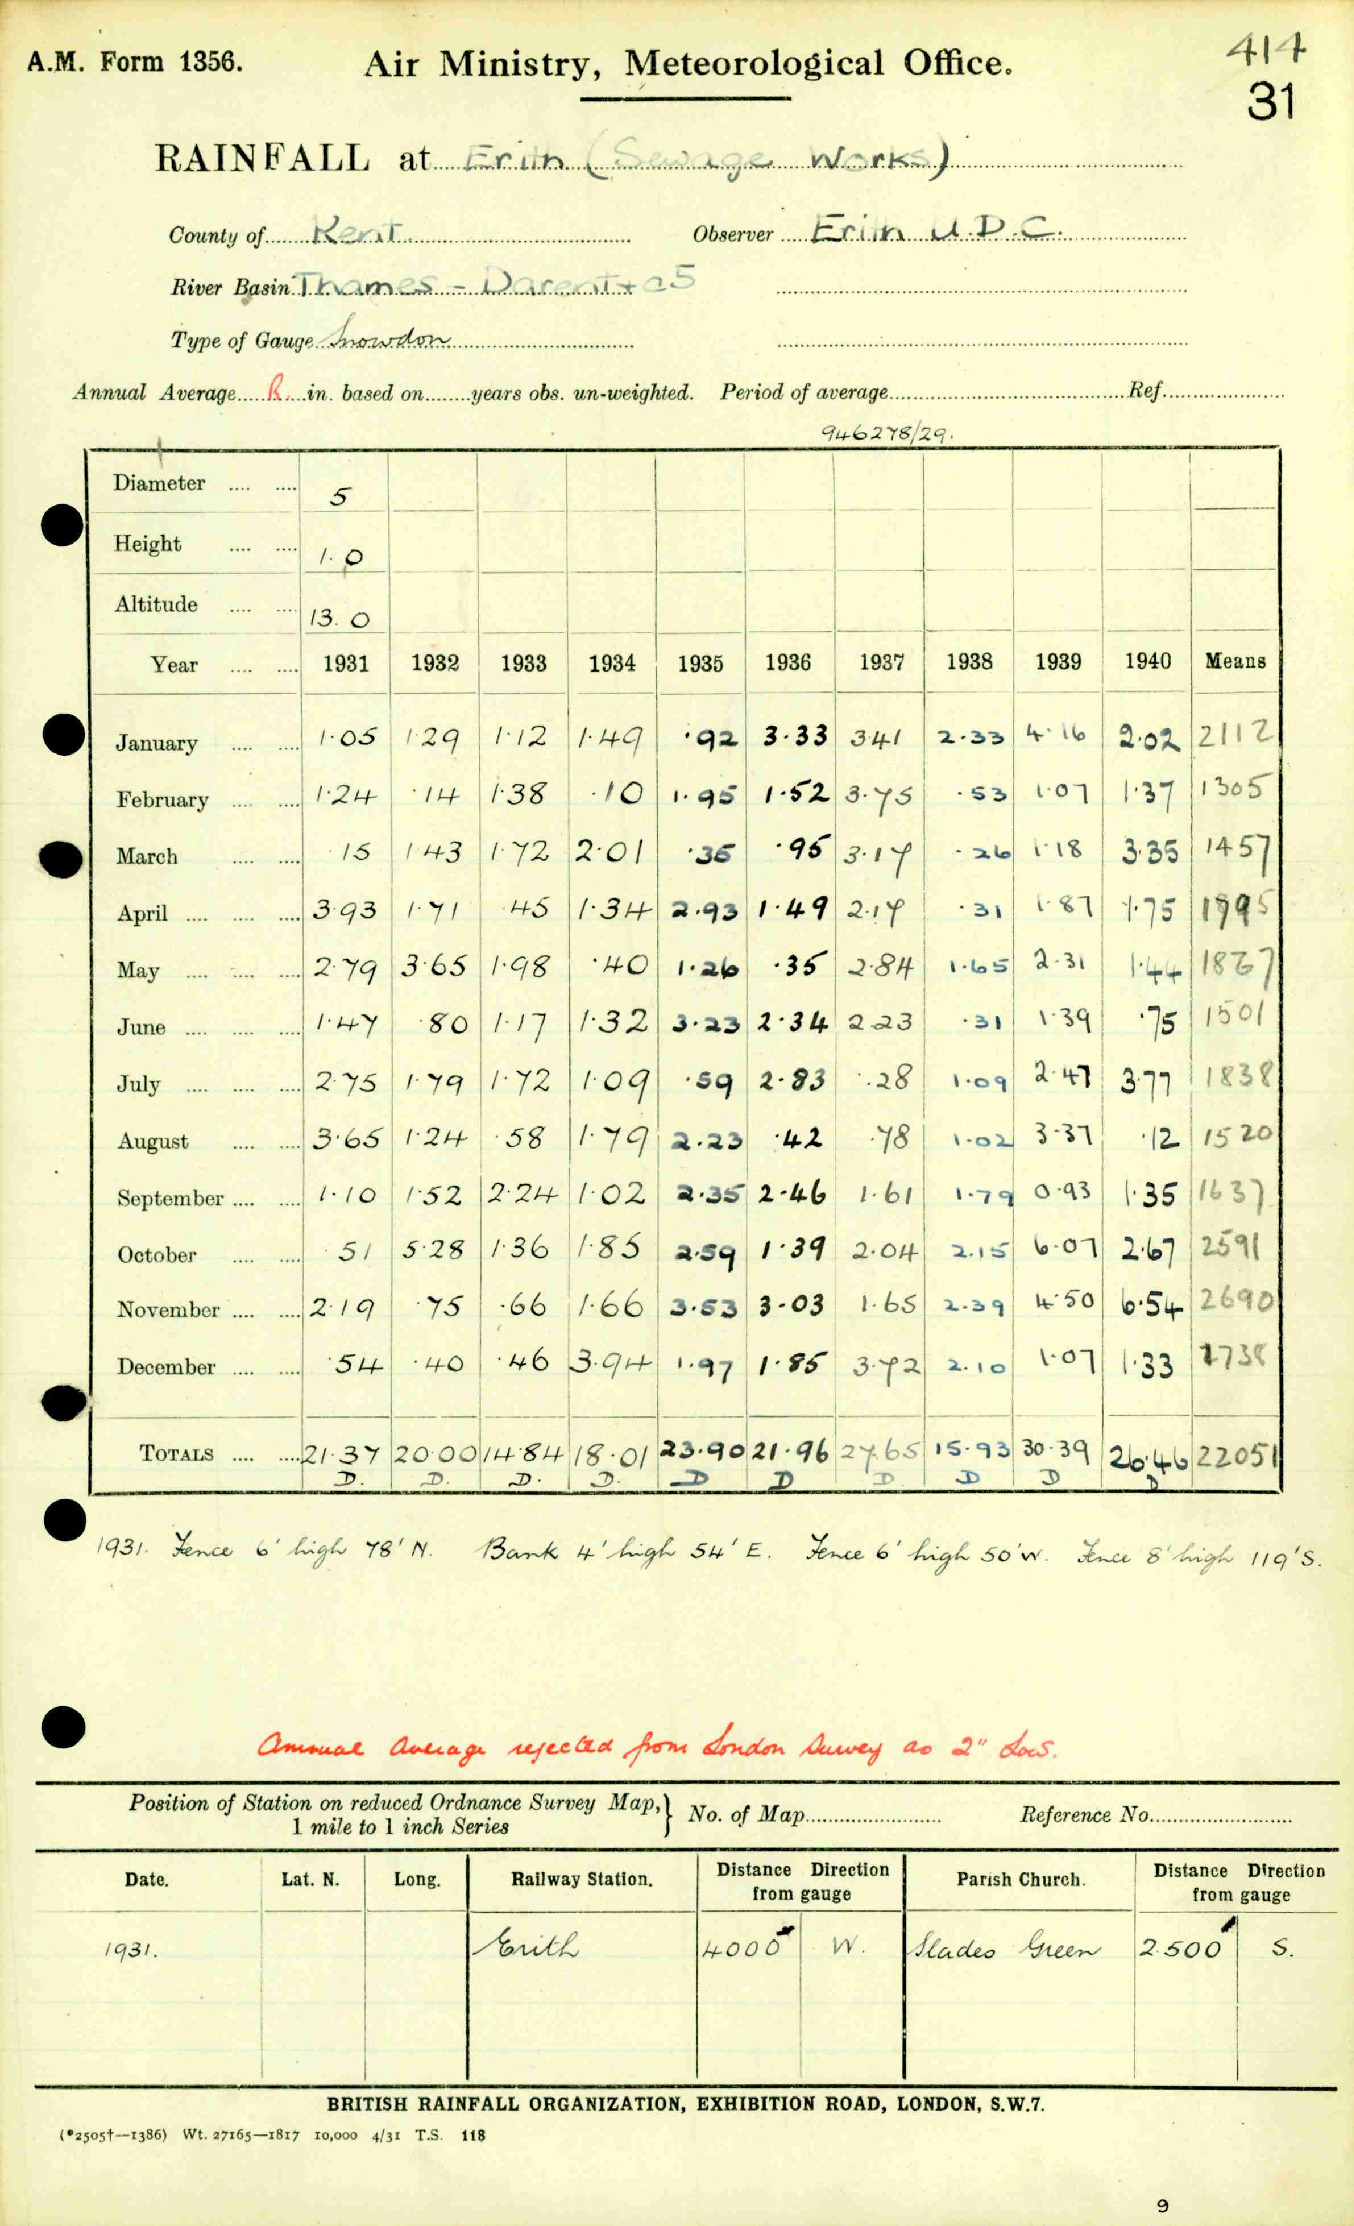 A.M. Form 1356. Air Ministry, Meteorological Office. 414
31
RAINFALL at Erith (Sewage Works)
County of Kent. Observer Erith U.D.C.
River Basin Thames - Darent + a5
Type of Gauge Snowdon
Annual Average R. in. based on years obs. un-weighted. Period of average Ref.
946278/29.
Diameter 5
Height 1.0
Altitude 13.0
Year 1931 1932 1933 1934 1935 1936 1937 1938 1939 1940 Means
January 1.05 1.29 1.12 1.49 .92 3.33 3.41 2.33 4.16 2.02 2112
February 1.24 .14 1.38 .10 1.95 1.52 3.75 .53 1.07 1.37 1305
March .15 1.43 1.72 2.01 .35 .95 3.17 .26 1.18 3.35 1457
April 3.93 1.71 .45 1.34 2.93 1.49 2.17 .31 1.87 1.75 1795
May 2.79 3.65 1.98 .40 1.26 .35 2.84 1.65 2.31 1.44 1867
June 1.47 .80 1.17 1.32 3.23 2.34 2.23 .31 1.39 .75 1501
July 2.75 1.79 1.72 1.09 .59 2.83 .28 1.09 2.47 3.77 1838
August 3.65 1.24 .58 1.79 2.23 .42 .78 1.02 3.37 .12 1520
September 1.10 1.52 2.24 1.02 2.35 2.46 1.61 1.79 0.93 1.35 1637
October .51 5.28 1.36 1.85 2.59 1.39 2.04 2.15 6.07 2.67 2591
November 2.19 .75 .66 1.66 3.53 3.03 1.65 2.39 4.50 6.54 2690
December .54 .40 .46 3.94 1.97 1.85 3.72 2.10 1.07 1.33 1738
TOTALS 21.37 20.00 14.84 18.01 23.90 21.96 27.65 15.93 30.39 26.46 22051
D. D. D. D. D D D. D D D
1931. Fence 6' high 78' N. Bank 4' high 54' E. Fence 6' high 50' W. Fence 8' high 119' S.
Annual Average rejected from London Survey as 2" low.
Position of Station on reduced Ordnance Survey Map, 1 mile to 1 inch Series } No. of Map Reference No.
Date. Lat. N. Long. Railway Station. Distance Direction from gauge Parish Church. Distance Direction from gauge
1931. Erith 4000' W. Slades Green 2500' S.
BRITISH RAINFALL ORGANIZATION, EXHIBITION ROAD, LONDON, S.W.7.
(*2505†—1386) Wt. 27165—1817 10,000 4/31 T.S. 118
9